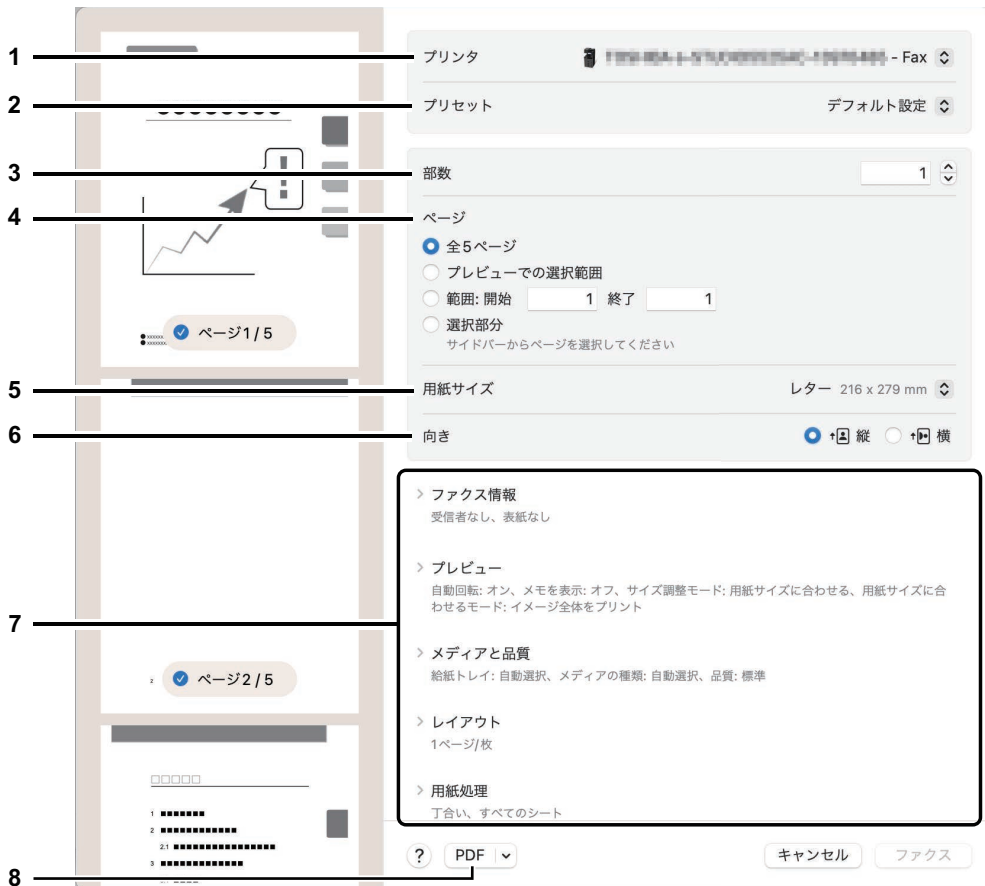 1
プリンタ
- Fax
2
プリセット
デフォルト設定
3
部数
1
4
ページ
全5ページ
プレビューでの選択範囲
範囲: 開始 1 終了 1
選択部分
サイドバーからページを選択してください
5
用紙サイズ
レター 216 x 279 mm
6
向き
縦 横
7
ファクス情報
受信者なし、表紙なし
プレビュー
自動回転: オン、メモを表示: オフ、サイズ調整モード: 用紙サイズに合わせる、用紙サイズに合
わせるモード: イメージ全体をプリント
メディアと品質
給紙トレイ: 自動選択、メディアの種類: 自動選択、品質: 標準
レイアウト
1ページ/枚
用紙処理
丁合い、すべてのシート
8
? PDF
キャンセル ファクス
!
ページ1 / 5
2
ページ2 / 5
1
2
2.1
3